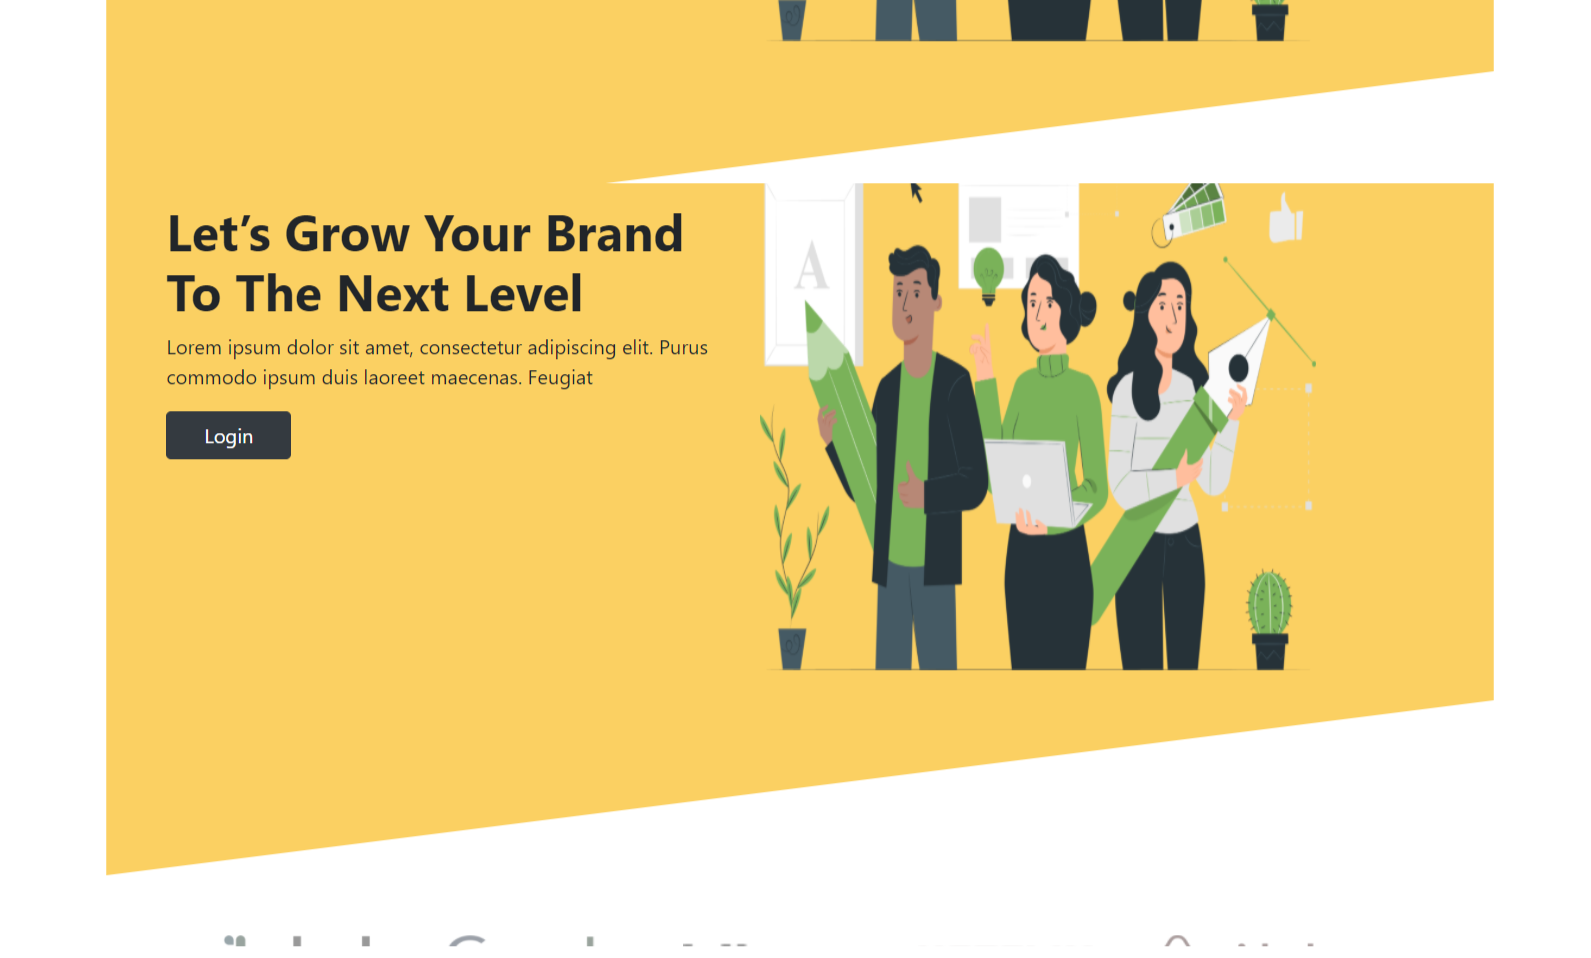 A
Let’s Grow Your Brand
To The Next Level
Lorem ipsum dolor sit amet, consectetur adipiscing elit. Purus
commodo ipsum duis laoreet maecenas. Feugiat
Login